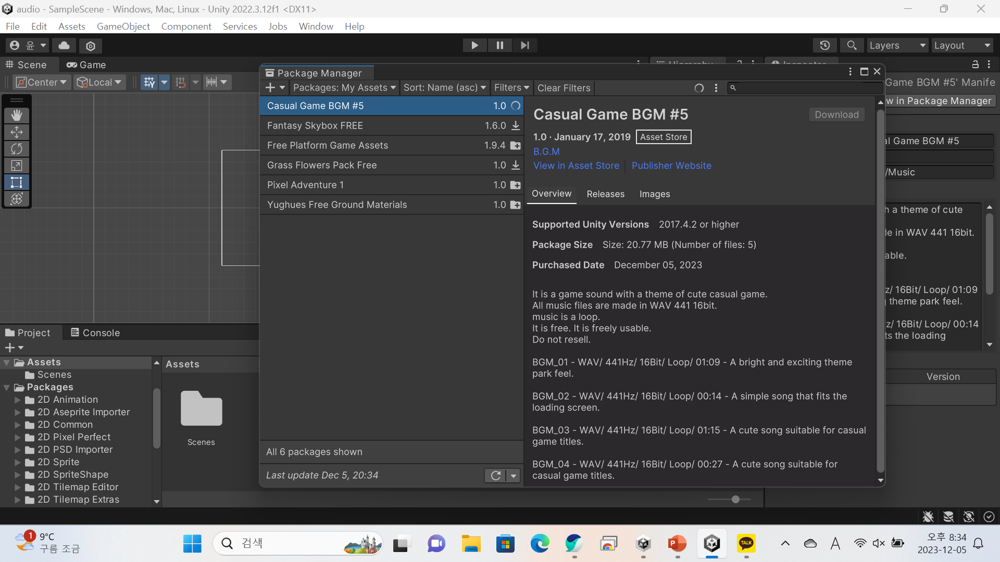 audio - SampleScene - Windows, Mac, Linux - Unity 2022.3.12f1 <DX11>
File Edit Assets GameObject Component Services Jobs Window Help
윤 Layers Layout
Scene Game
Center Local
Package Manager
Packages: My Assets Sort: Name (asc) Filters Clear Filters
Casual Game BGM #5 1.0
Fantasy Skybox FREE 1.6.0
Free Platform Game Assets 1.9.4
Grass Flowers Pack Free 1.0
Pixel Adventure 1 1.0
Yughues Free Ground Materials 1.0
All 6 packages shown
Last update Dec 5, 20:34
Casual Game BGM #5 Download
1.0 · January 17, 2019 Asset Store
B.G.M
View in Asset Store Publisher Website
Overview Releases Images
Supported Unity Versions 2017.4.2 or higher
Package Size Size: 20.77 MB (Number of files: 5)
Purchased Date December 05, 2023
It is a game sound with a theme of cute casual game.
All music files are made in WAV 441 16bit.
music is a loop.
It is free. It is freely usable.
Do not resell.
BGM_01 - WAV/ 441Hz/ 16Bit/ Loop/ 01:09 - A bright and exciting theme
park feel.
BGM_02 - WAV/ 441Hz/ 16Bit/ Loop/ 00:14 - A simple song that fits the
loading screen.
BGM_03 - WAV/ 441Hz/ 16Bit/ Loop/ 01:15 - A cute song suitable for casual
game titles.
BGM_04 - WAV/ 441Hz/ 16Bit/ Loop/ 00:27 - A cute song suitable for
casual game titles.
Game BGM #5' Manife
w in Package Manager
al Game BGM #5
/Music
h a theme of cute
de in WAV 441 16bit.
able.
z/ 16Bit/ Loop/ 01:09
theme park feel.
z/ 16Bit/ Loop/ 00:14
ts the loading
Version
Project Console
Assets
Scenes
Packages
2D Animation
2D Aseprite Importer
2D Common
2D Pixel Perfect
2D PSD Importer
2D Sprite
2D SpriteShape
2D Tilemap Editor
2D Tilemap Extras
Assets
Scenes
1 9°C
구름 조금
검색
P
TALK
A
오후 8:34
2023-12-05